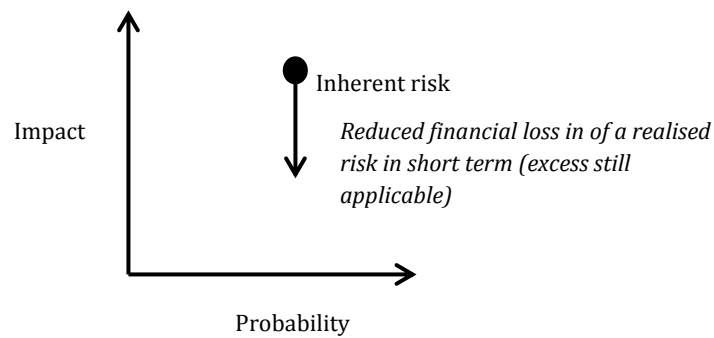 Inherent risk
Impact
Reduced financial loss in of a realised
risk in short term (excess still
applicable)
Probability